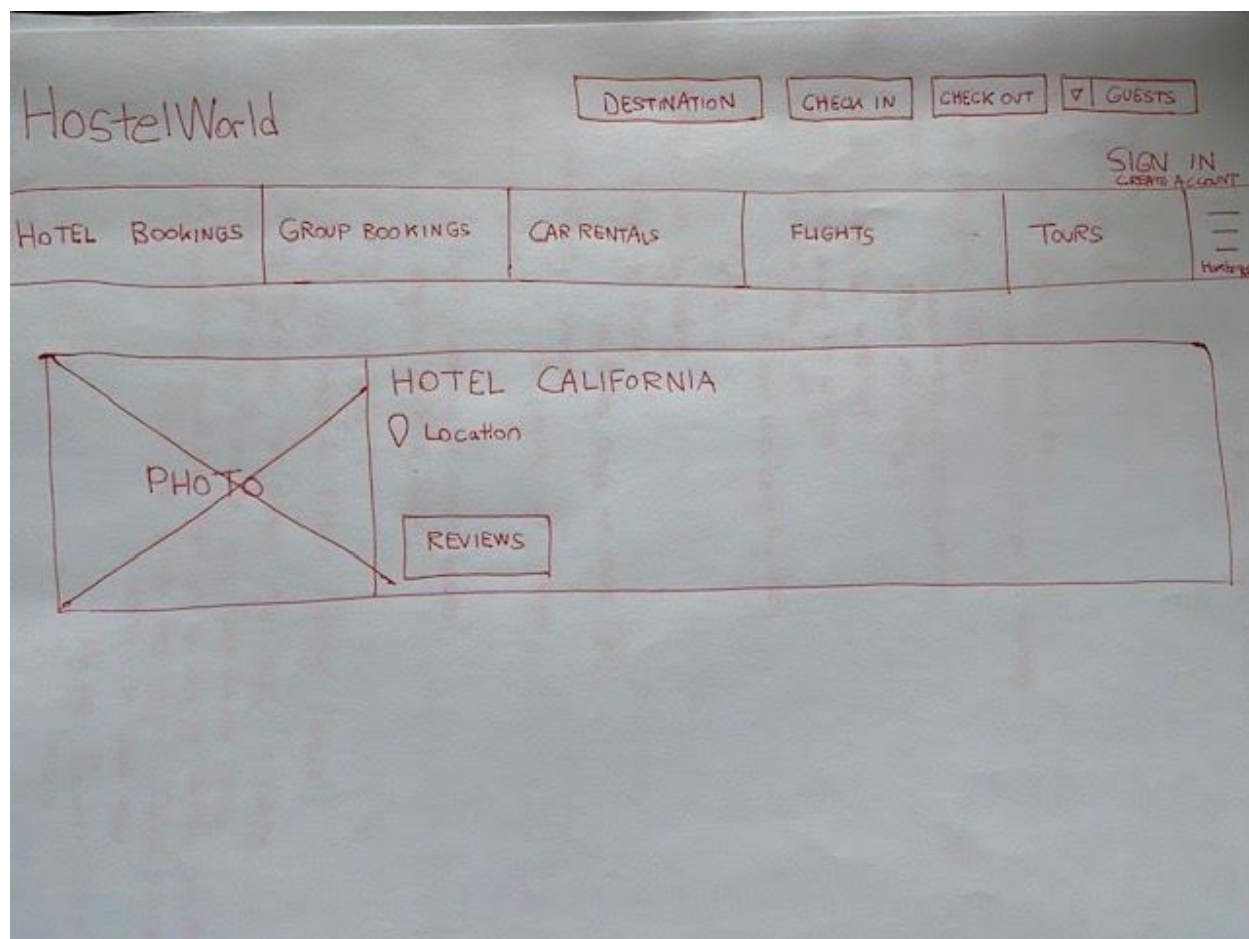 HostelWorld
DESTINATION
CHECK IN
CHECK OUT
GUESTS
SIGN IN
CREATE ACCOUNT
HOTEL BOOKINGS
GROUP BOOKINGS
CAR RENTALS
FLIGHTS
TOURS
HOTEL CALIFORNIA
Location
PHOTO
REVIEWS